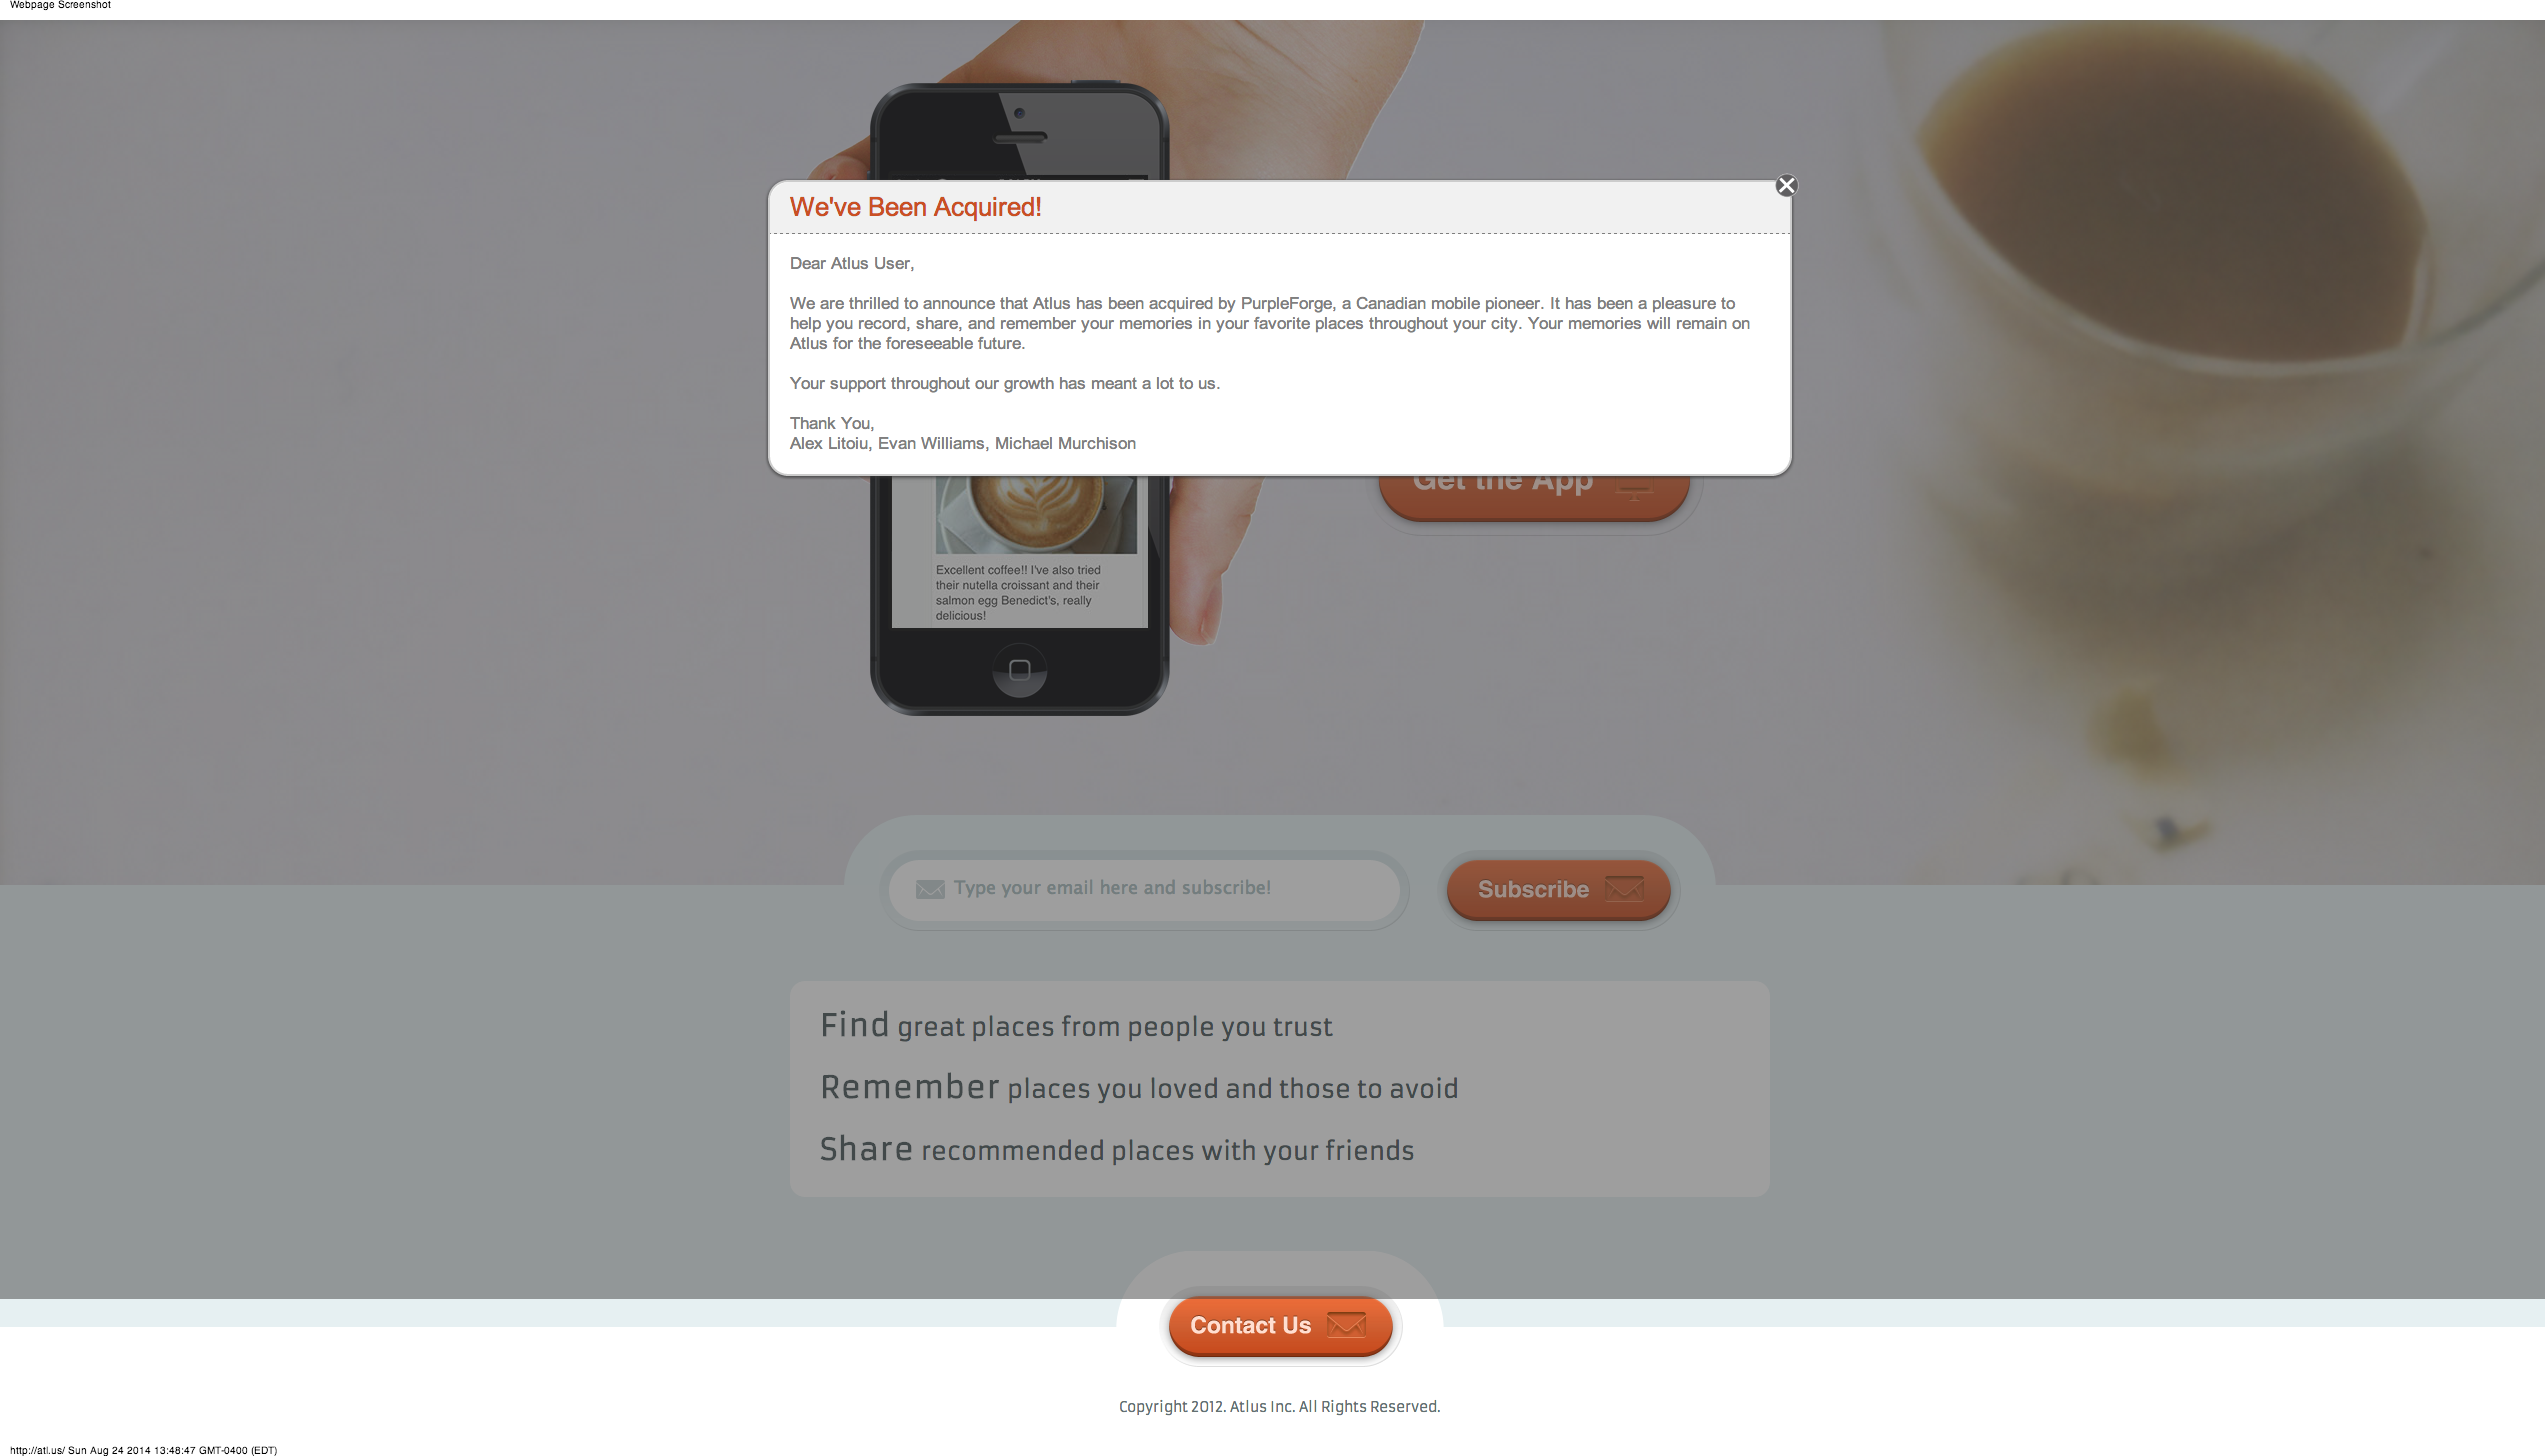 Webpage Screenshot
We've Been Acquired!
Dear Atlus User,
We are thrilled to announce that Atlus has been acquired by PurpleForge, a Canadian mobile pioneer. It has been a pleasure to
help you record, share, and remember your memories in your favorite places throughout your city. Your memories will remain on
Atlus for the foreseeable future.
Your support throughout our growth has meant a lot to us.
Thank You,
Alex Litoiu, Evan Williams, Michael Murchison
Get the App
Excellent coffee!! I've also tried
their nutella croissant and their
salmon egg Benedict's, really
delicious!
Type your email here and subscribe!
Subscribe
Find great places from people you trust
Remember places you loved and those to avoid
Share recommended places with your friends
Contact Us
Copyright 2012. Atlus Inc. All Rights Reserved.
http://atl.us/ Sun Aug 24 2014 13:48:47 GMT-0400 (EDT)